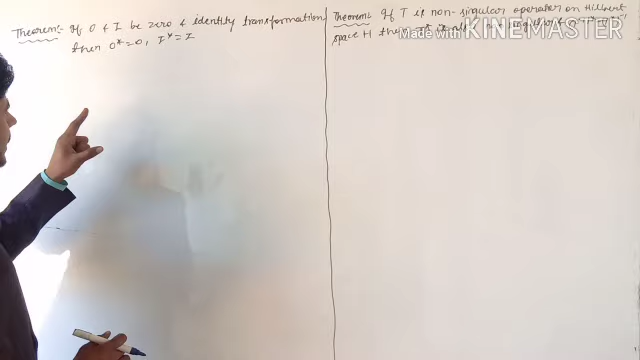 Theorem:- If O & I be zero & identity transformation
then O*=O, I*=I
Theorem:- If T is non-singular operator on Hilbert
space H then
Made with KINEMASTER